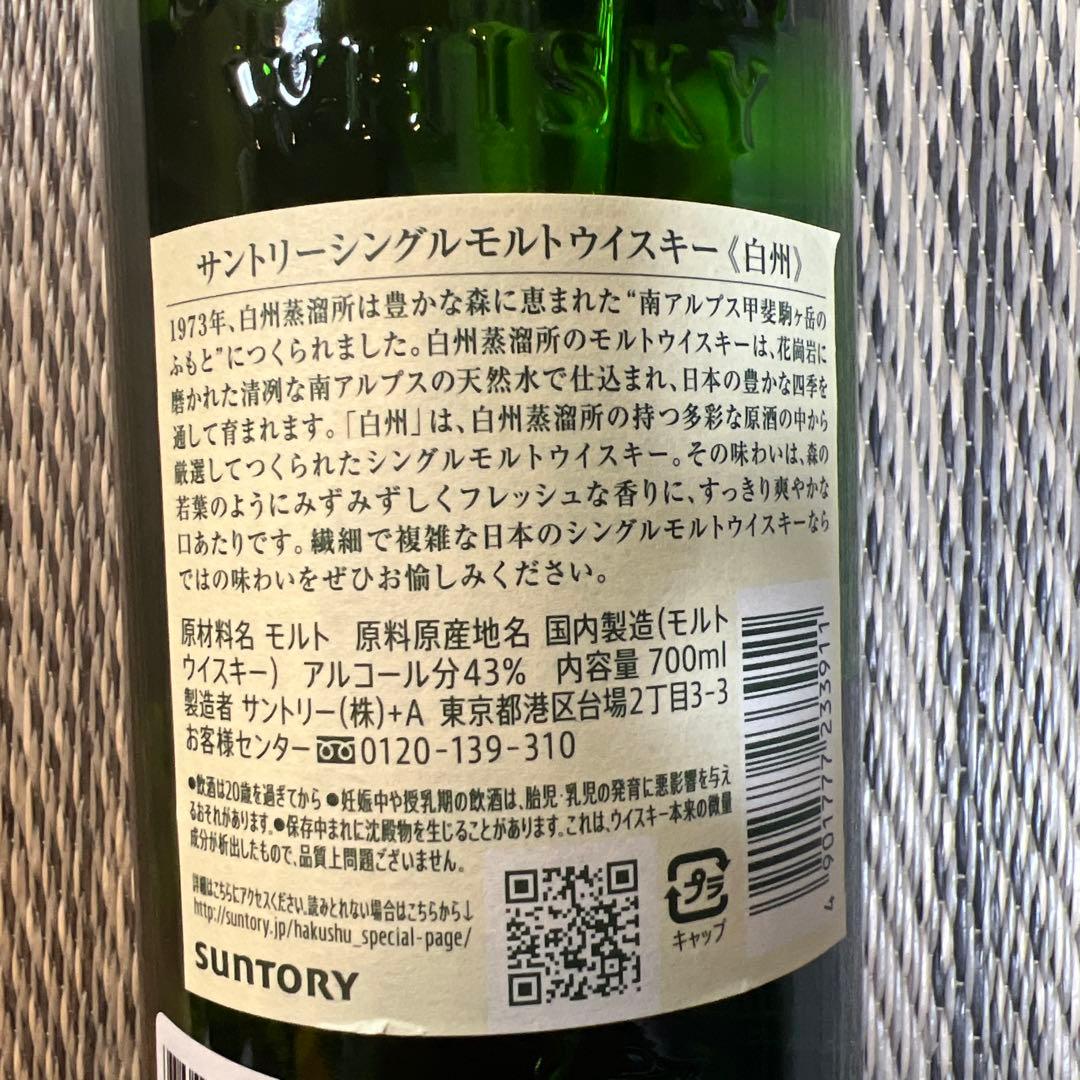 WHISKY
サントリーシングルモルトウイスキー《白州》
1973年、白州蒸溜所は豊かな森に恵まれた“南アルプス甲斐駒ヶ岳の
ふもと”につくられました。白州蒸溜所のモルトウイスキーは、花崗岩に
磨かれた清冽な南アルプスの天然水で仕込まれ、日本の豊かな四季を
通して育まれます。「白州」は、白州蒸溜所の持つ多彩な原酒の中から
厳選してつくられたシングルモルトウイスキー。その味わいは、森の
若葉のようにみずみずしくフレッシュな香りに、すっきり爽やかな
口あたりです。繊細で複雑な日本のシングルモルトウイスキーなら
ではの味わいをぜひお愉しみください。
原材料名 モルト 原料原産地名 国内製造(モルト
ウイスキー) アルコール分43% 内容量 700ml
製造者 サントリー(株)+A 東京都港区台場2丁目3-3
お客様センター 0120-139-310
●飲酒は20歳を過ぎてから ●妊娠中や授乳期の飲酒は、胎児・乳児の発育に悪影響を与え
るおそれがあります。●保存中まれに沈殿物を生じることがあります。これは、ウイスキー本来の微量
成分が析出したもので、品質上問題ございません。
詳細はこちらにアクセスください。読みとれない場合はこちらから↓
http://suntory.jp/hakushu_special-page/
SUNTORY
プラ
キャップ
4 901777 233911